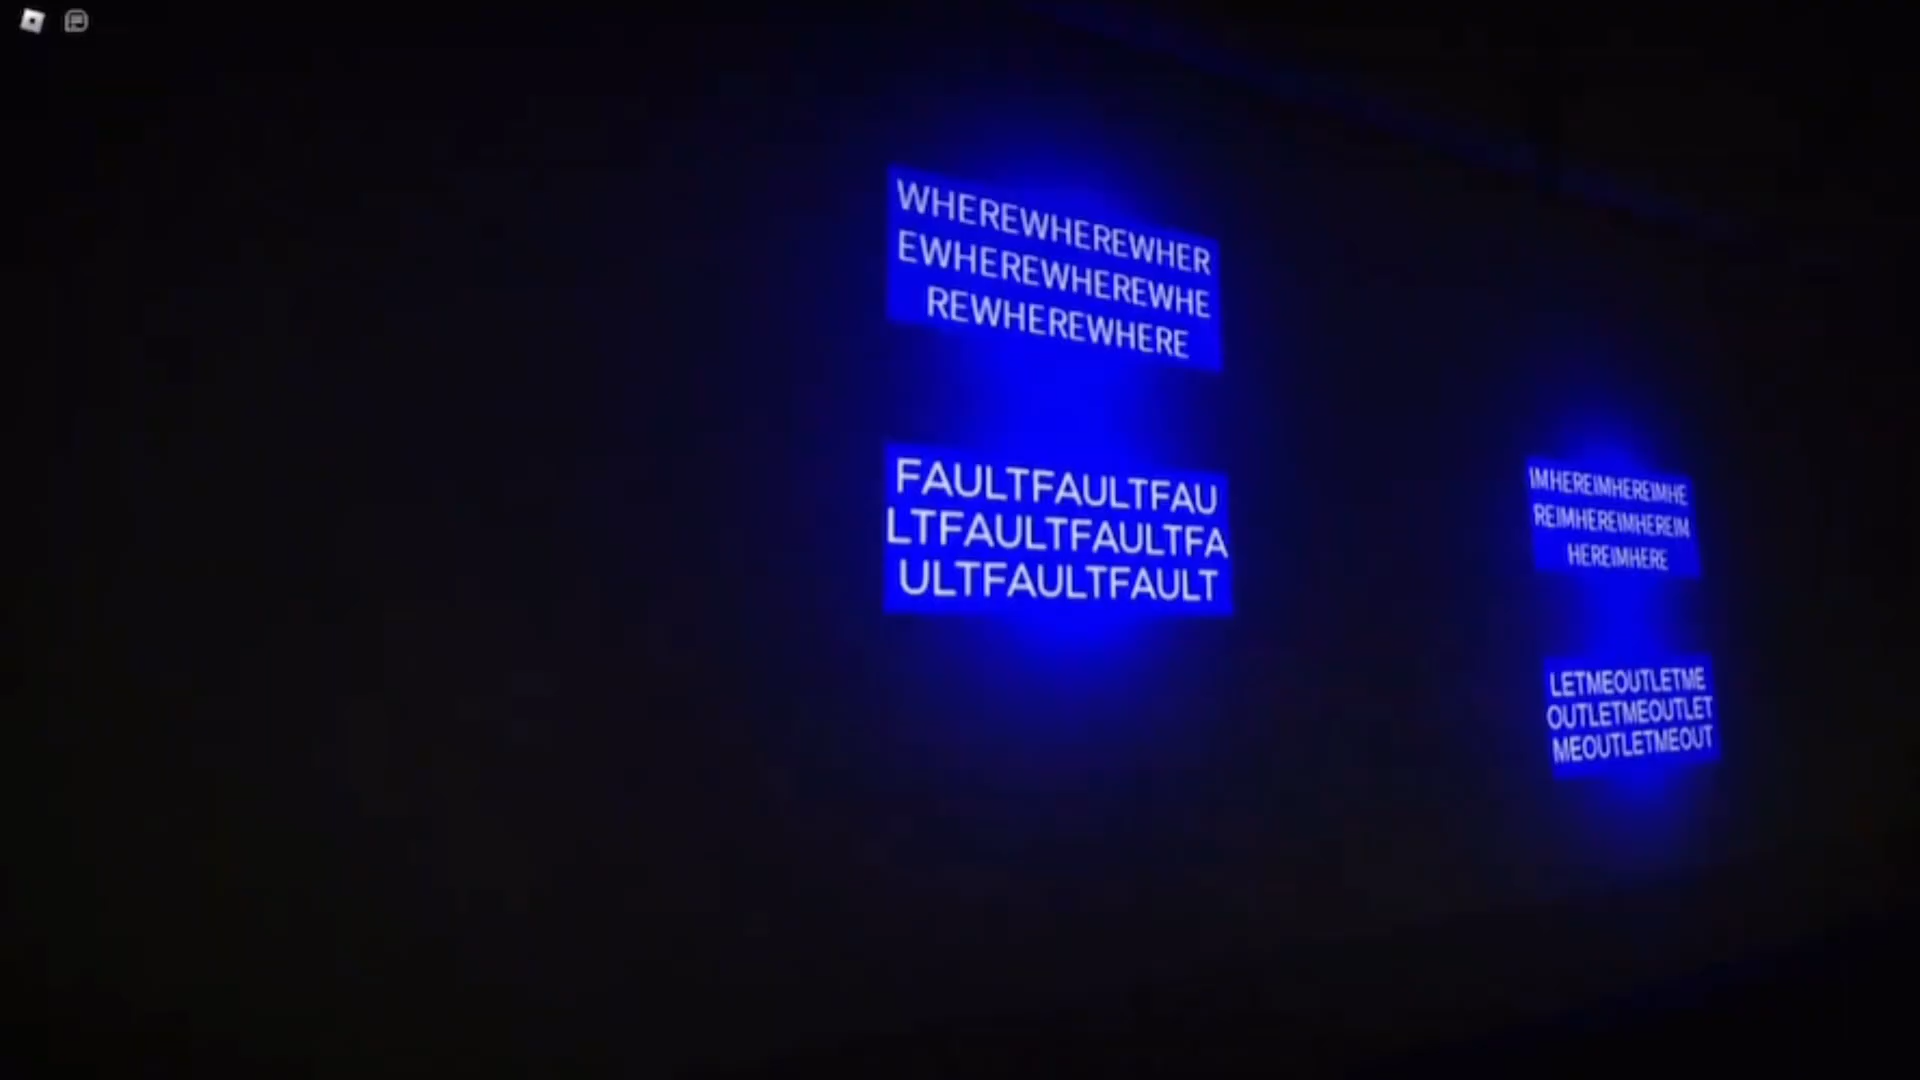 WHEREWHEREWHER
EWHEREWHEREWHE
REWHEREWHERE
FAULTFAULTFAU
LTFAULTFAULTFA
ULTFAULTFAULT
IMHEREIMHEREIMHE
REIMHEREIMHEREIM
HEREIMHERE
LETMEOUTLETME
OUTLETMEOUTLET
MEOUTLETMEOUT